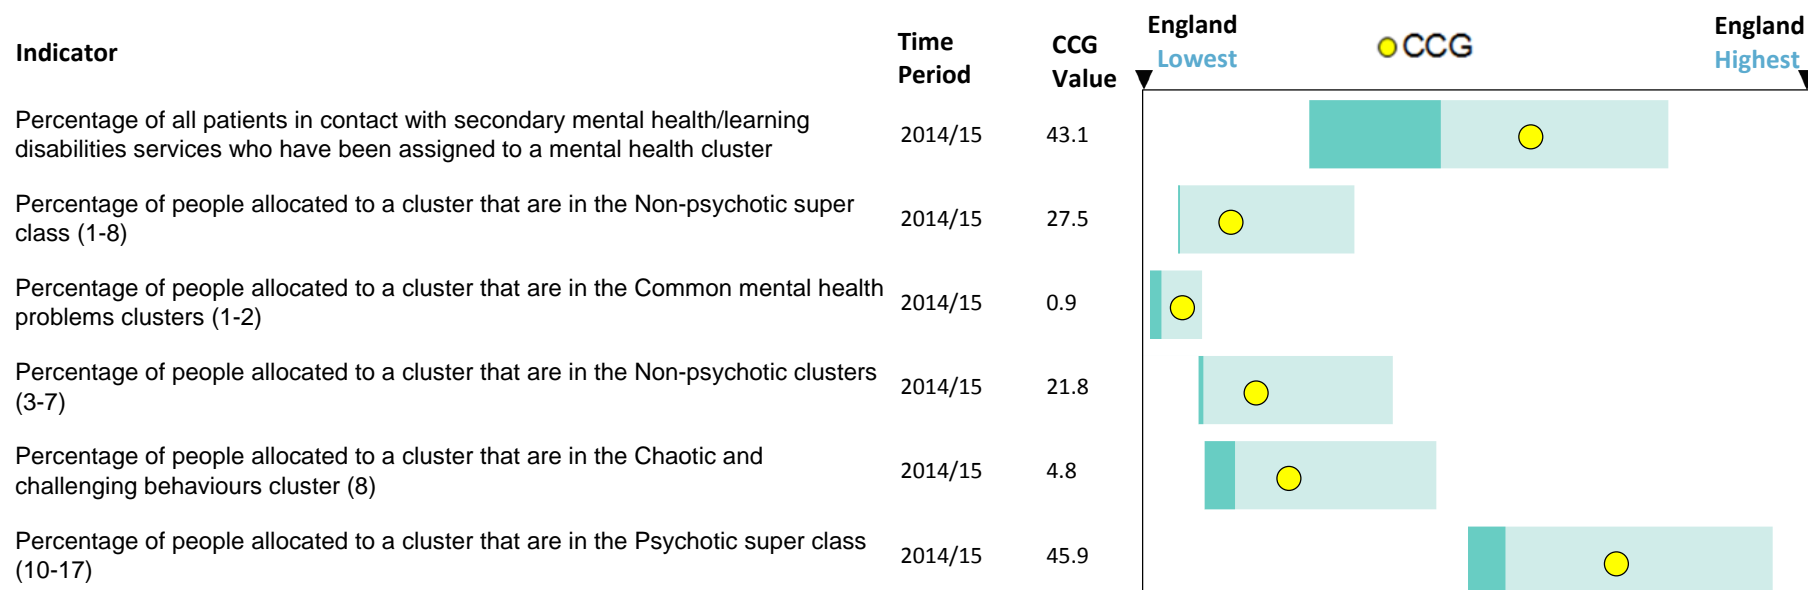 Indicator
Time
Period
CCG
Value
England
Lowest
CCG
England
Highest
Percentage of all patients in contact with secondary mental health/learning
disabilities services who have been assigned to a mental health cluster
2014/15
43.1
Percentage of people allocated to a cluster that are in the Non-psychotic super
class (1-8)
2014/15
27.5
Percentage of people allocated to a cluster that are in the Common mental health
problems clusters (1-2)
2014/15
0.9
Percentage of people allocated to a cluster that are in the Non-psychotic clusters
(3-7)
2014/15
21.8
Percentage of people allocated to a cluster that are in the Chaotic and
challenging behaviours cluster (8)
2014/15
4.8
Percentage of people allocated to a cluster that are in the Psychotic super class
(10-17)
2014/15
45.9